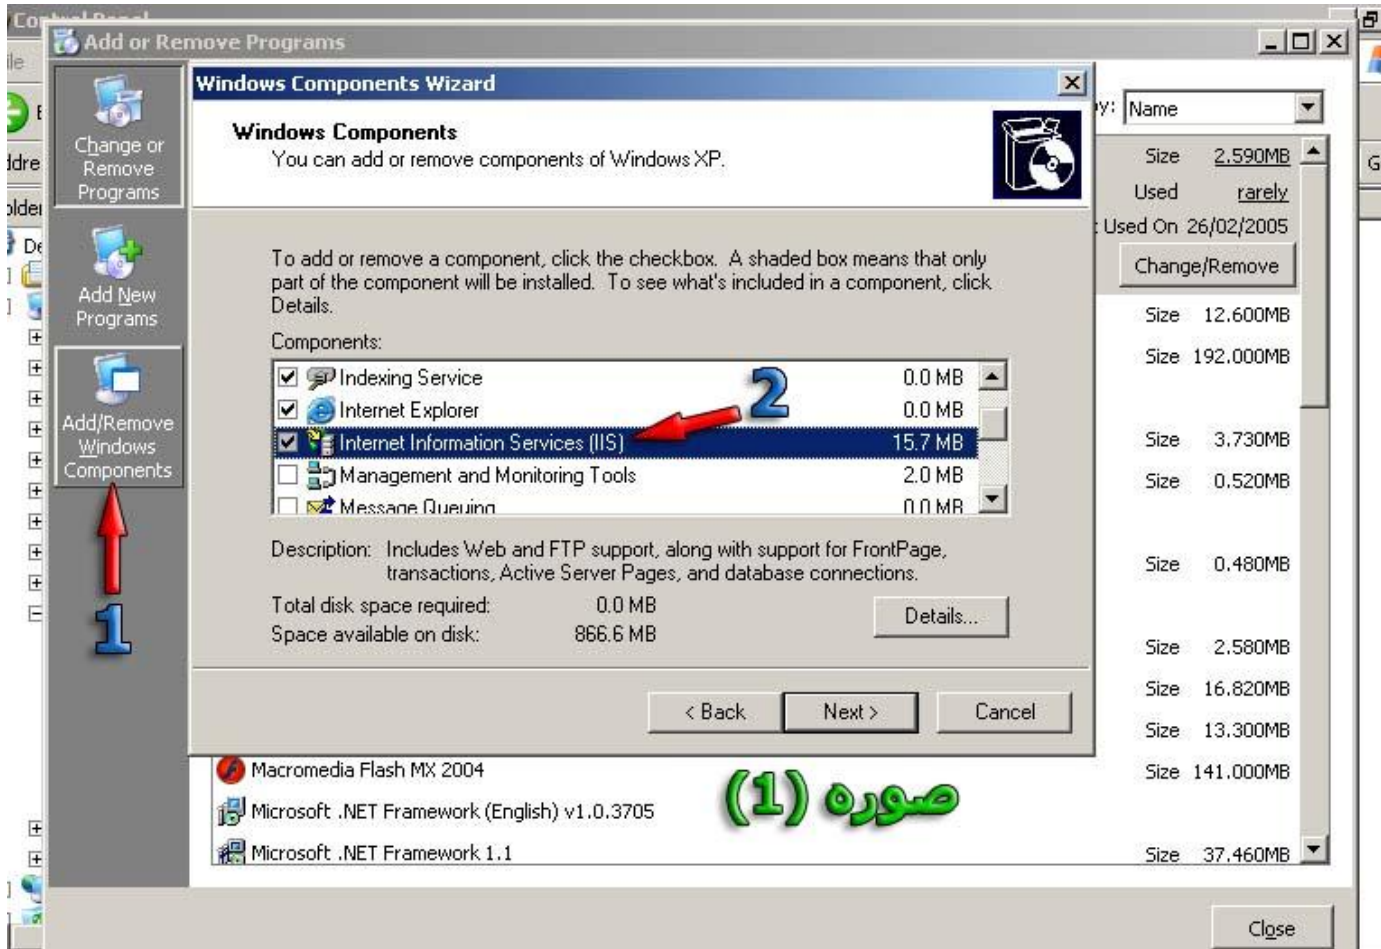 Control Panel
Add or Remove Programs
Windows Components Wizard
Windows Components
You can add or remove components of Windows XP.
To add or remove a component, click the checkbox. A shaded box means that only
part of the component will be installed. To see what's included in a component, click
Details.
Components:
Indexing Service 0.0 MB
Internet Explorer 0.0 MB
Internet Information Services (IIS) 15.7 MB
Management and Monitoring Tools 2.0 MB
Message Queuing 0.0 MB
2
Description: Includes Web and FTP support, along with support for FrontPage,
transactions, Active Server Pages, and database connections.
Total disk space required: 0.0 MB
Space available on disk: 866.6 MB
Details...
< Back Next > Cancel
Change or
Remove
Programs
Add New
Programs
Add/Remove
Windows
Components
1
by: Name
Size 2.590MB
Used rarely
Used On 26/02/2005
Change/Remove
Size 12.600MB
Size 192.000MB
Size 3.730MB
Size 0.520MB
Size 0.480MB
Size 2.580MB
Size 16.820MB
Size 13.300MB
Macromedia Flash MX 2004 Size 141.000MB
Microsoft .NET Framework (English) v1.0.3705
Microsoft .NET Framework 1.1 Size 37.460MB
صوره (1)
Close